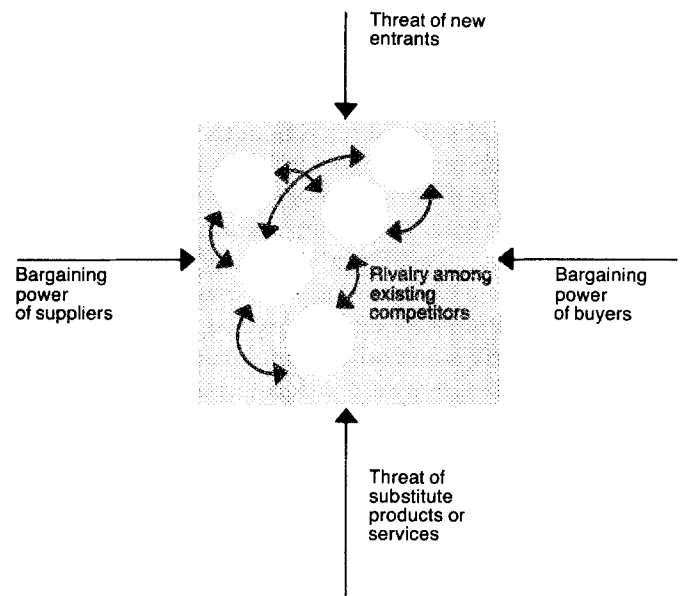 Threat of new
entrants
Bargaining
power
of suppliers
Rivalry among
existing
competitors
Bargaining
power
of buyers
Threat of
substitute
products or
services